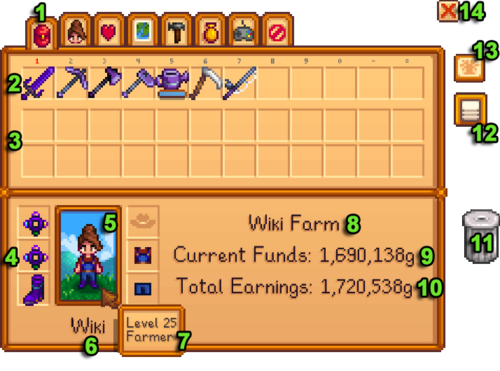 1 14
1 2 3 4 5 6 7 8 9 0 - =
13
2
12
3
Wiki Farm 8
5
4 Current Funds: 1,690,138g 9
11
Total Earnings: 1,720,538g 10
Wiki
Level 25
Farmer
6
7